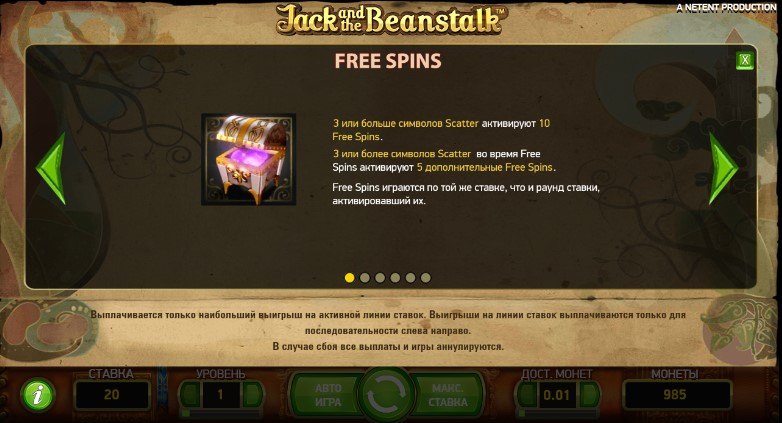 Jack and the Beanstalk™
A NETENT PRODUCTION
FREE SPINS
X
3 или больше символов Scatter активируют 10
Free Spins.
3 или более символов Scatter во время Free
Spins активируют 5 дополнительные Free Spins.
Free Spins играются по той же ставке, что и раунд ставки,
активировавший их.
Выплачивается только наибольший выигрыш на активной линии ставок. Выигрыши на линии ставок выплачиваются только для
последовательности слева направо.
В случае сбоя все выплаты и игры аннулируются.
СТАВКА
УРОВЕНЬ
ДОСТ. МОНЕТ
МОНЕТЫ
i
20
1
АВТО
ИГРА
МАКС.
СТАВКА
0.01
985